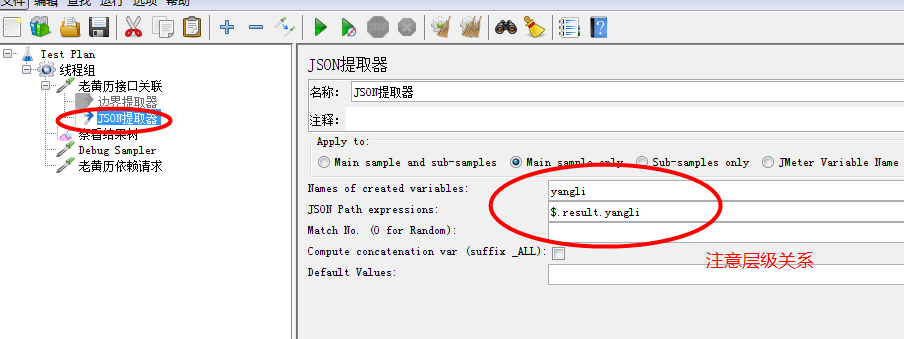 文件 编辑 查找 运行 选项 帮助
Test Plan
线程组
老黄历接口关联
边界提取器
JSON提取器
察看结果树
Debug Sampler
老黄历依赖请求
JSON提取器
名称: JSON提取器
注释:
Apply to:
Main sample and sub-samples Main sample only Sub-samples only JMeter Variable Name
Names of created variables: yangli
JSON Path expressions: $.result.yangli
Match No. (0 for Random):
Compute concatenation var (suffix _ALL):
注意层级关系
Default Values: